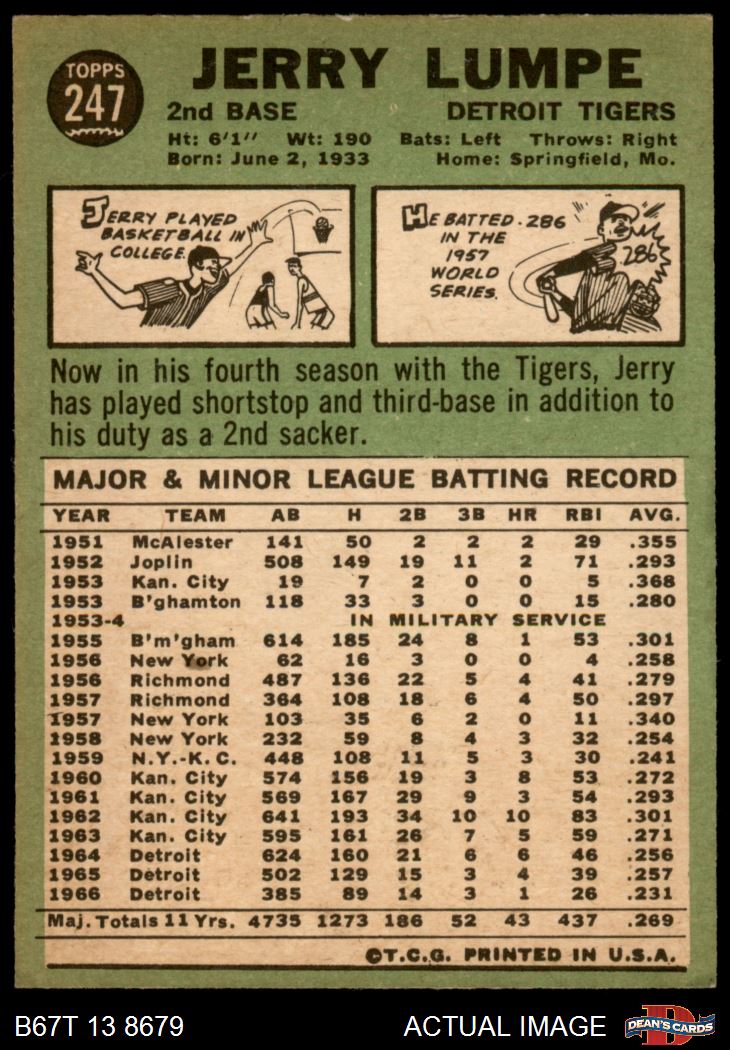 TOPPS
247
JERRY LUMPE
2nd BASE DETROIT TIGERS
Ht: 6'1" Wt: 190 Bats: Left Throws: Right
Born: June 2, 1933 Home: Springfield, Mo.
JERRY PLAYED
BASKETBALL IN
COLLEGE.
HE BATTED .286
IN THE
1957
WORLD
SERIES.
.286
Now in his fourth season with the Tigers, Jerry
has played shortstop and third-base in addition to
his duty as a 2nd sacker.
MAJOR & MINOR LEAGUE BATTING RECORD
YEAR TEAM AB H 2B 3B HR RBI AVG.
1951 McAlester 141 50 2 2 2 29 .355
1952 Joplin 508 149 19 11 2 71 .293
1953 Kan. City 19 7 2 0 0 5 .368
1953 B'ghamton 118 33 3 0 0 15 .280
1953-4 IN MILITARY SERVICE
1955 B'm'gham 614 185 24 8 1 53 .301
1956 New York 62 16 3 0 0 4 .258
1956 Richmond 487 136 22 5 4 41 .279
1957 Richmond 364 108 18 6 4 50 .297
1957 New York 103 35 6 2 0 11 .340
1958 New York 232 59 8 4 3 32 .254
1959 N.Y.-K.C. 448 108 11 5 3 30 .241
1960 Kan. City 574 156 19 3 8 53 .272
1961 Kan. City 569 167 29 9 3 54 .293
1962 Kan. City 641 193 34 10 10 83 .301
1963 Kan. City 595 161 26 7 5 59 .271
1964 Detroit 624 160 21 6 6 46 .256
1965 Detroit 502 129 15 3 4 39 .257
1966 Detroit 385 89 14 3 1 26 .231
Maj. Totals 11 Yrs. 4735 1273 186 52 43 437 .269
©T.C.G. PRINTED IN U.S.A.
B67T 13 8679 ACTUAL IMAGE
D
DEAN'S CARDS